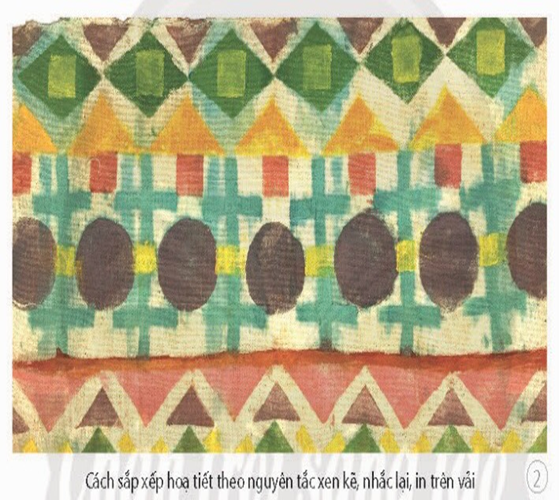 Cách sắp xếp hoạ tiết theo nguyên tắc xen kẽ, nhắc lại, in trên vải
2